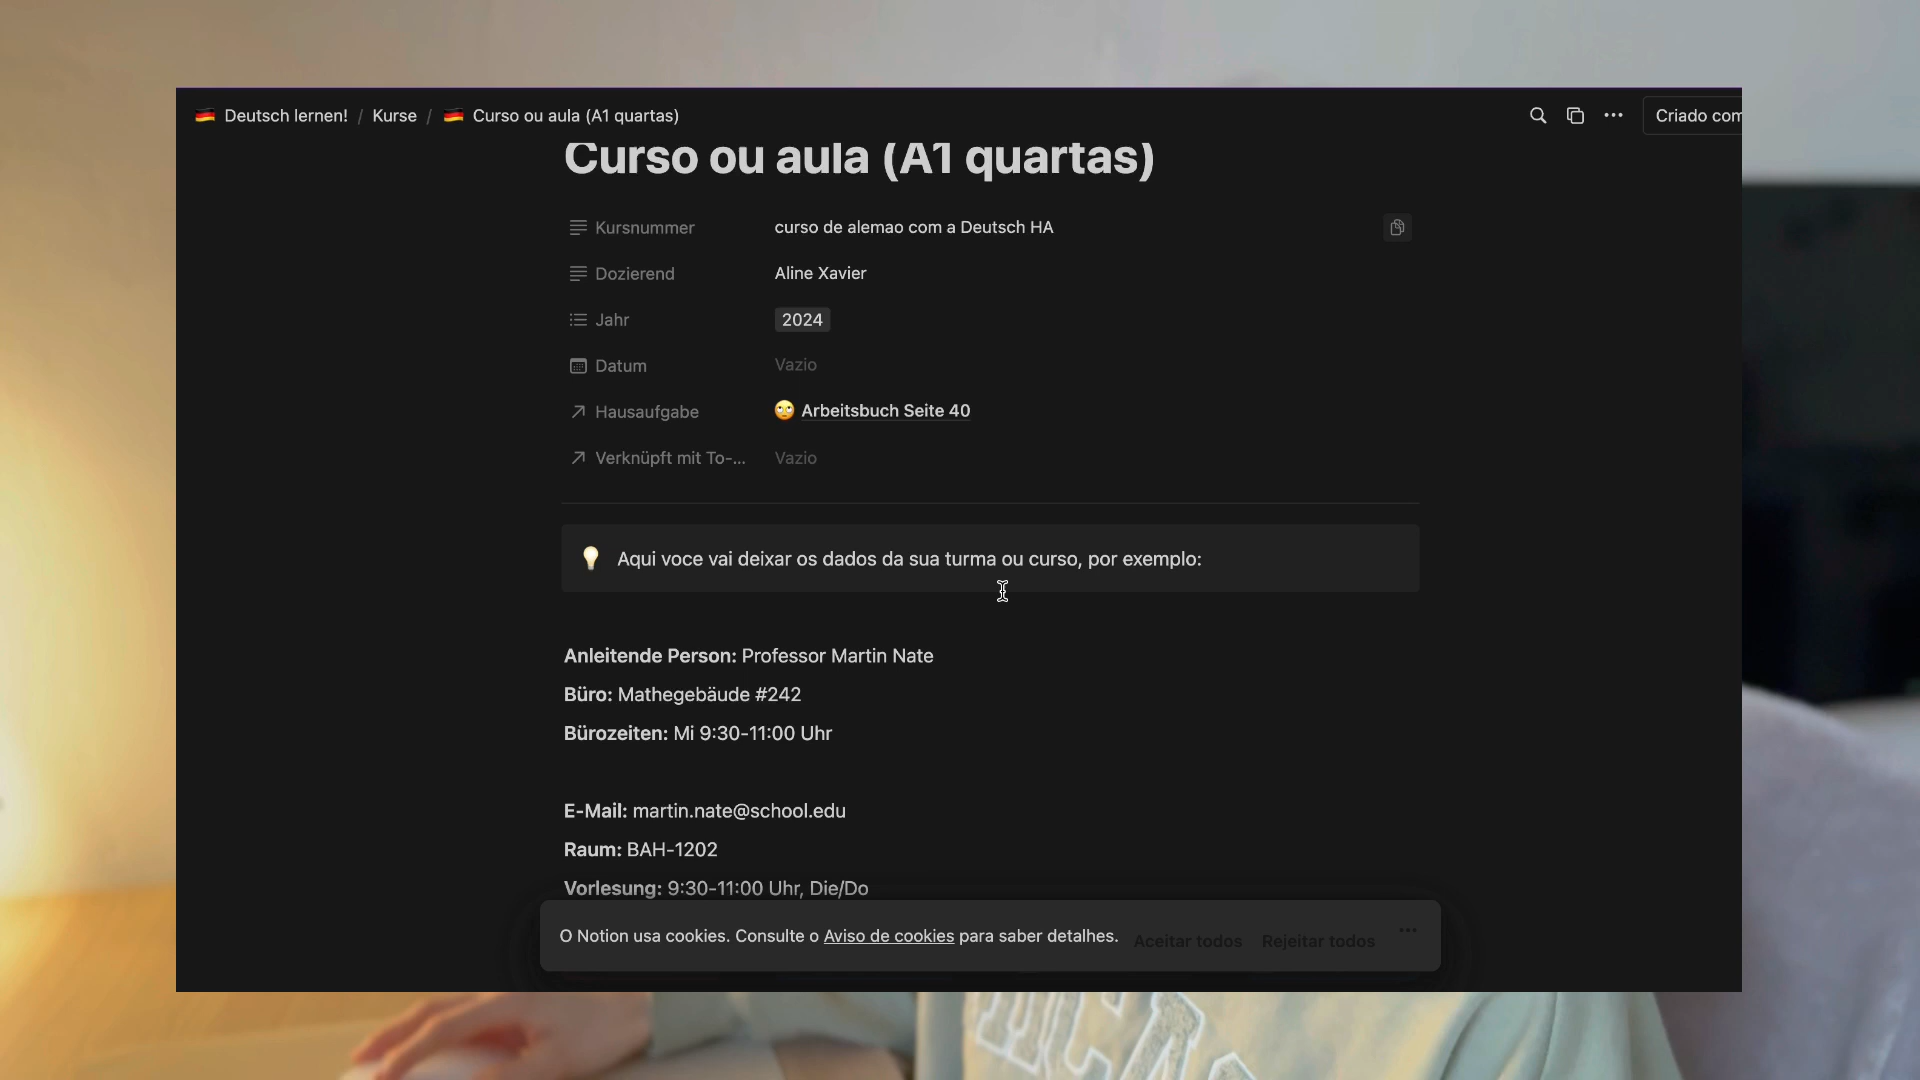 Deutsch lernen! / Kurse / Curso ou aula (A1 quartas)
Criado com
Curso ou aula (A1 quartas)
Kursnummer curso de alemao com a Deutsch HA
Dozierend Aline Xavier
Jahr 2024
Datum Vazio
Hausaufgabe Arbeitsbuch Seite 40
Verknüpft mit To-... Vazio
Aqui voce vai deixar os dados da sua turma ou curso, por exemplo:
Anleitende Person: Professor Martin Nate
Büro: Mathegebäude #242
Bürozeiten: Mi 9:30-11:00 Uhr
E-Mail: martin.nate@school.edu
Raum: BAH-1202
Vorlesung: 9:30-11:00 Uhr, Die/Do
O Notion usa cookies. Consulte o Aviso de cookies para saber detalhes. Aceitar todos Rejeitar todos